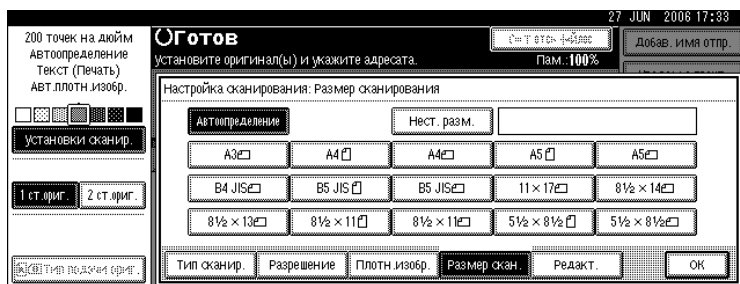 27 JUN 2006 17:33
200 точек на дюйм
Автоопределение
Текст (Печать)
Авт.плотн.изобр.
Установки сканир.
1 ст.ориг.
2 ст.ориг.
Тип подачи ориг.
Готов
Установите оригинал(ы) и укажите адресата.
Пам.:100%
Добав. имя отпр.
Настройка сканирования: Размер сканирования
Автоопределение
Нест. разм.
A3
A4
A4
A5
A5
B4 JIS
B5 JIS
B5 JIS
11×17
8½×14
8½×13
8½×11
8½×11
5½×8½
5½×8½
Тип сканир.
Разрешение
Плотн.изобр.
Размер скан.
Редакт.
OK